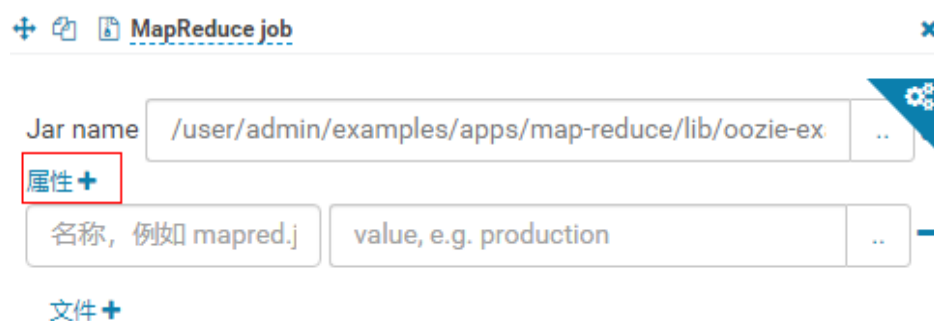 MapReduce job
Jar name /user/admin/examples/apps/map-reduce/lib/oozie-ex ..
属性+
名称，例如 mapred.j value, e.g. production ..
文件+